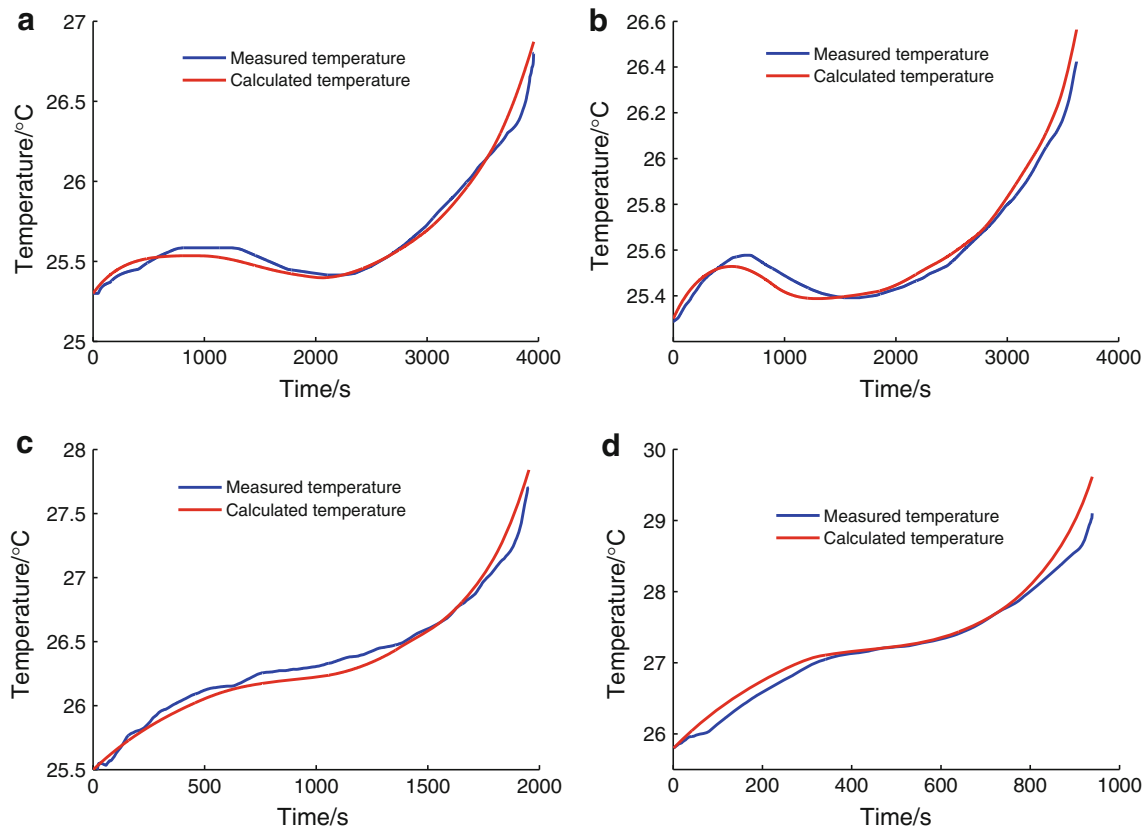 a
27
26.5
26
25.5
25
Temperature/°C
Measured temperature
Calculated temperature
0
1000
2000
3000
4000
Time/s
b
26.6
26.4
26.2
26
25.8
25.6
25.4
Temperature/°C
Measured temperature
Calculated temperature
0
1000
2000
3000
4000
Time/s
c
28
27.5
27
26.5
26
25.5
Temperature/°C
Measured temperature
Calculated temperature
0
500
1000
1500
2000
Time/s
d
30
29
28
27
26
Temperature/°C
Measured temperature
Calculated temperature
0
200
400
600
800
1000
Time/s